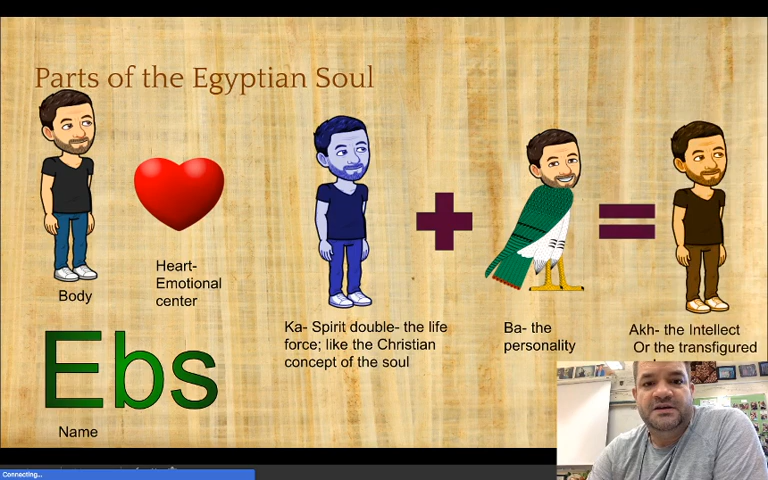 Parts of the Egyptian Soul
Body
Heart-
Emotional
center
Ka- Spirit double- the life
force; like the Christian
concept of the soul
Ba- the
personality
Akh- the Intellect
Or the transfigured
Ebs
Name
Connecting...